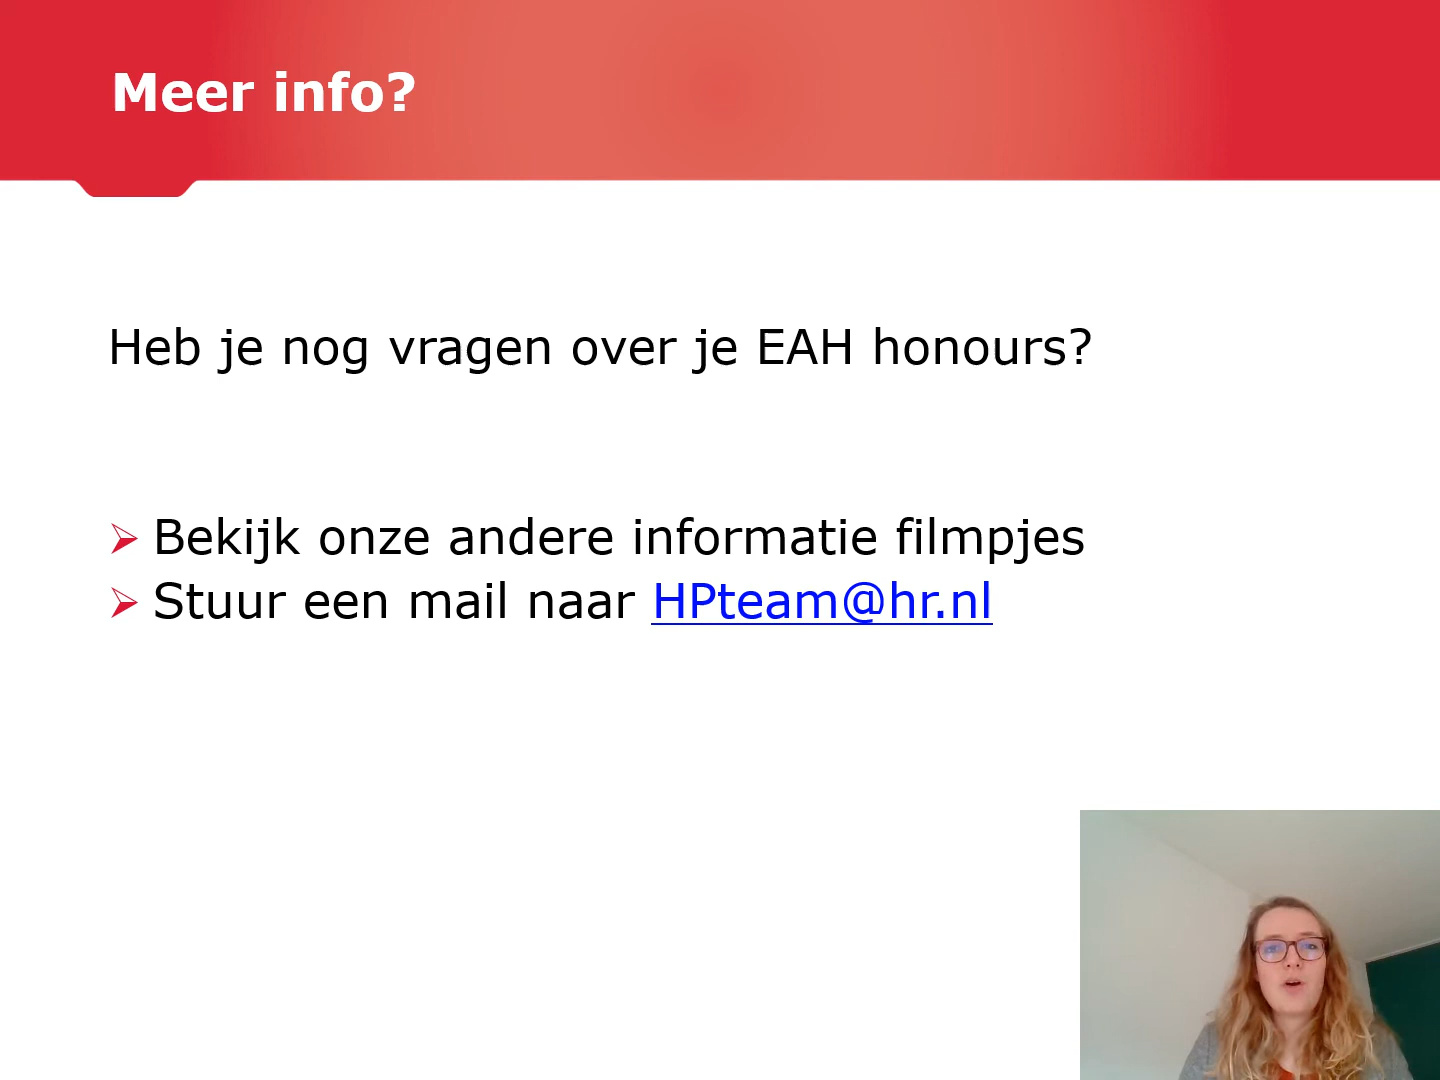 Meer info?
Heb je nog vragen over je EAH honours?
Bekijk onze andere informatie filmpjes
Stuur een mail naar HPteam@hr.nl